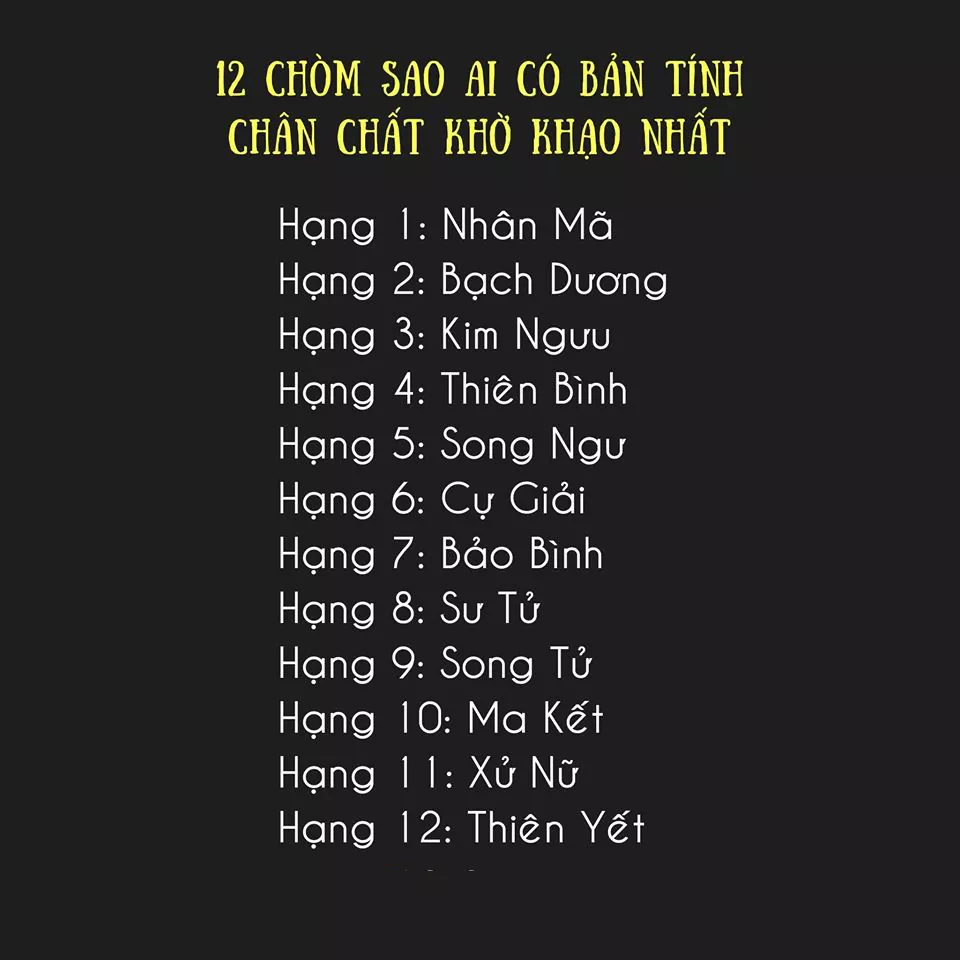 12 CHÒM SAO AI CÓ BẢN TÍNH
CHÂN CHẤT KHỜ KHẠO NHẤT
Hạng 1: Nhân Mã
Hạng 2: Bạch Dương
Hạng 3: Kim Ngưu
Hạng 4: Thiên Bình
Hạng 5: Song Ngư
Hạng 6: Cự Giải
Hạng 7: Bảo Bình
Hạng 8: Sư Tử
Hạng 9: Song Tử
Hạng 10: Ma Kết
Hạng 11: Xử Nữ
Hạng 12: Thiên Yết